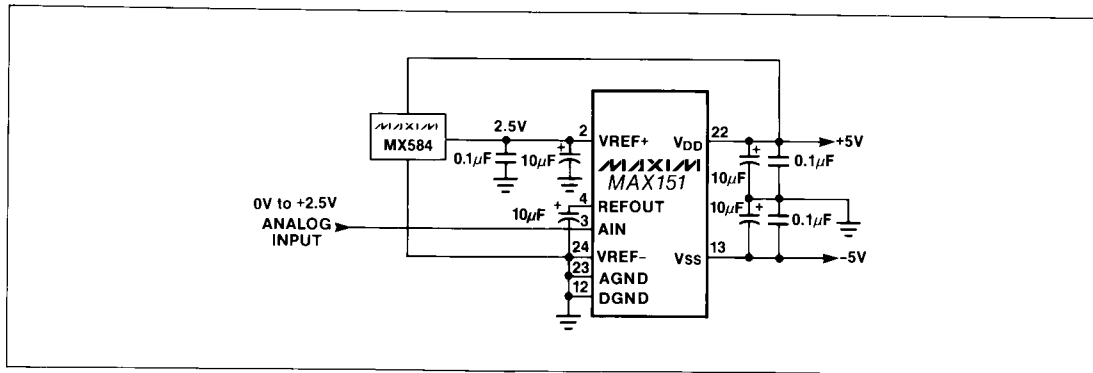 MAXIM
MX584
2.5V
0.1µF
10µF
+
2
VREF+
MAXIM
MAX151
VDD
22
+5V
+
10µF
0.1µF
4
REFOUT
+
10µF
3
AIN
0V to +2.5V
ANALOG
INPUT
24
VREF−
23
AGND
12
DGND
10µF
+
0.1µF
VSS
13
−5V